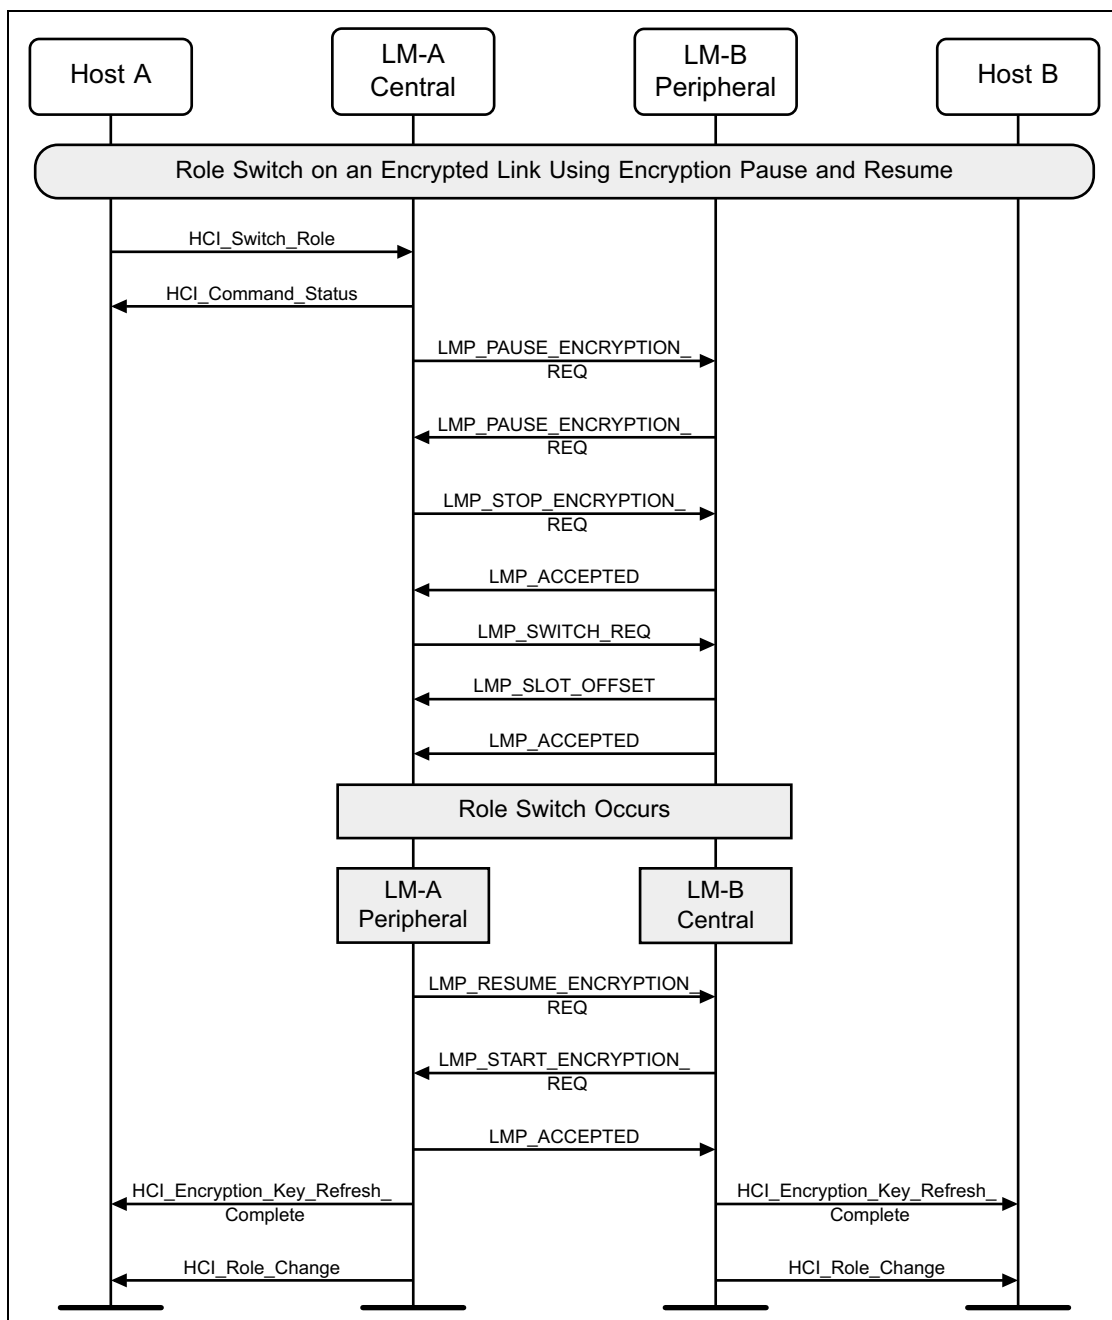 Host A
LM-A
Central
LM-B
Peripheral
Host B
Role Switch on an Encrypted Link Using Encryption Pause and Resume
HCI_Switch_Role
HCI_Command_Status
LMP_PAUSE_ENCRYPTION_
REQ
LMP_PAUSE_ENCRYPTION_
REQ
LMP_STOP_ENCRYPTION_
REQ
LMP_ACCEPTED
LMP_SWITCH_REQ
LMP_SLOT_OFFSET
LMP_ACCEPTED
Role Switch Occurs
LM-A
Peripheral
LM-B
Central
LMP_RESUME_ENCRYPTION_
REQ
LMP_START_ENCRYPTION_
REQ
LMP_ACCEPTED
HCI_Encryption_Key_Refresh_
Complete
HCI_Encryption_Key_Refresh_
Complete
HCI_Role_Change
HCI_Role_Change